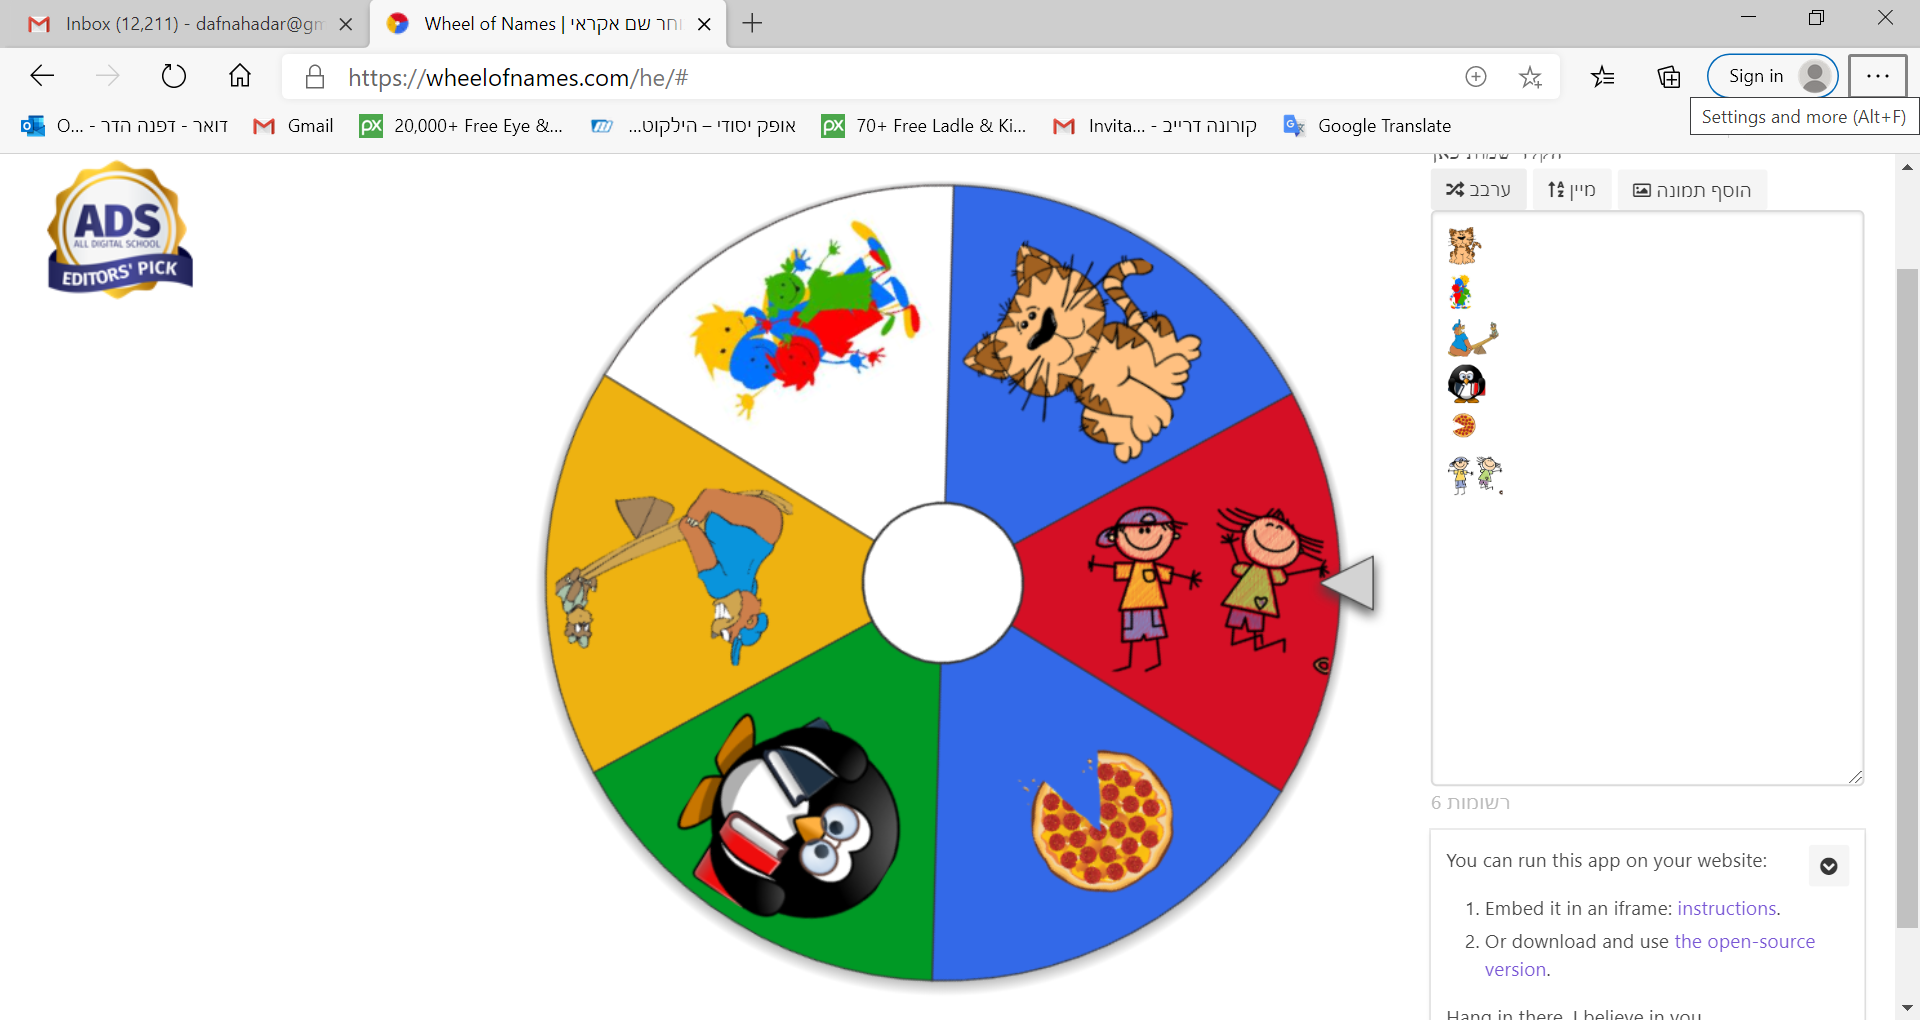 Inbox (12,211) - dafnahadar@gm
Wheel of Names | וחר שם אקראי
https://wheelofnames.com/he/#
Sign in
O... - דואר - דפנה הדר
Gmail
20,000+ Free Eye &...
אופק יסודי – הילקוט...
70+ Free Ladle & Ki...
Invita... - קורונה דרייב
Google Translate
Settings and more (Alt+F)
ADS
ALL DIGITAL SCHOOL
EDITORS' PICK
ערבב
מיין
הוסף תמונה
6 רשומות
You can run this app on your website:
1. Embed it in an iframe: instructions.
2. Or download and use the open-source
version.
Hang in there, I believe in you